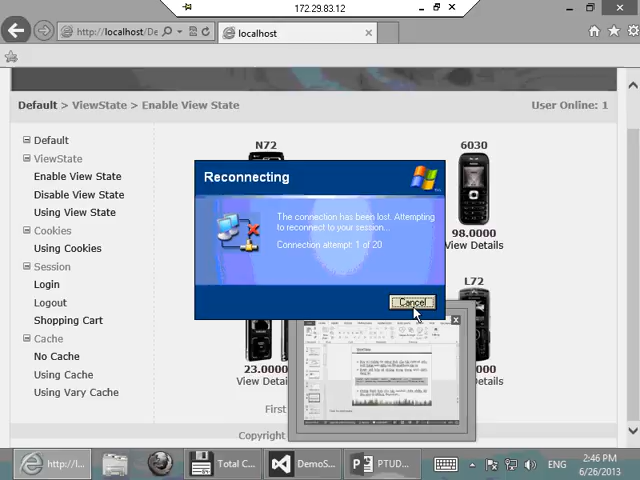 172.29.83.12
http://localhost/De
localhost
Default > ViewState > Enable View State
User Online: 1
Default
ViewState
Enable View State
Disable View State
Using View State
Cookies
Using Cookies
Session
Login
Logout
Shopping Cart
Cache
No Cache
Using Cache
Using Vary Cache
N72
6030
98.0000
View Details
L72
23.0000
View Deta
View Details
First
Copyright
Reconnecting
The connection has been lost. Attempting
to reconnect to your session...
Connection attempt: 1 of 20
Cancel
http://l...
Total C...
DemoS...
PTUD...
ENG
2:46 PM
6/26/2013